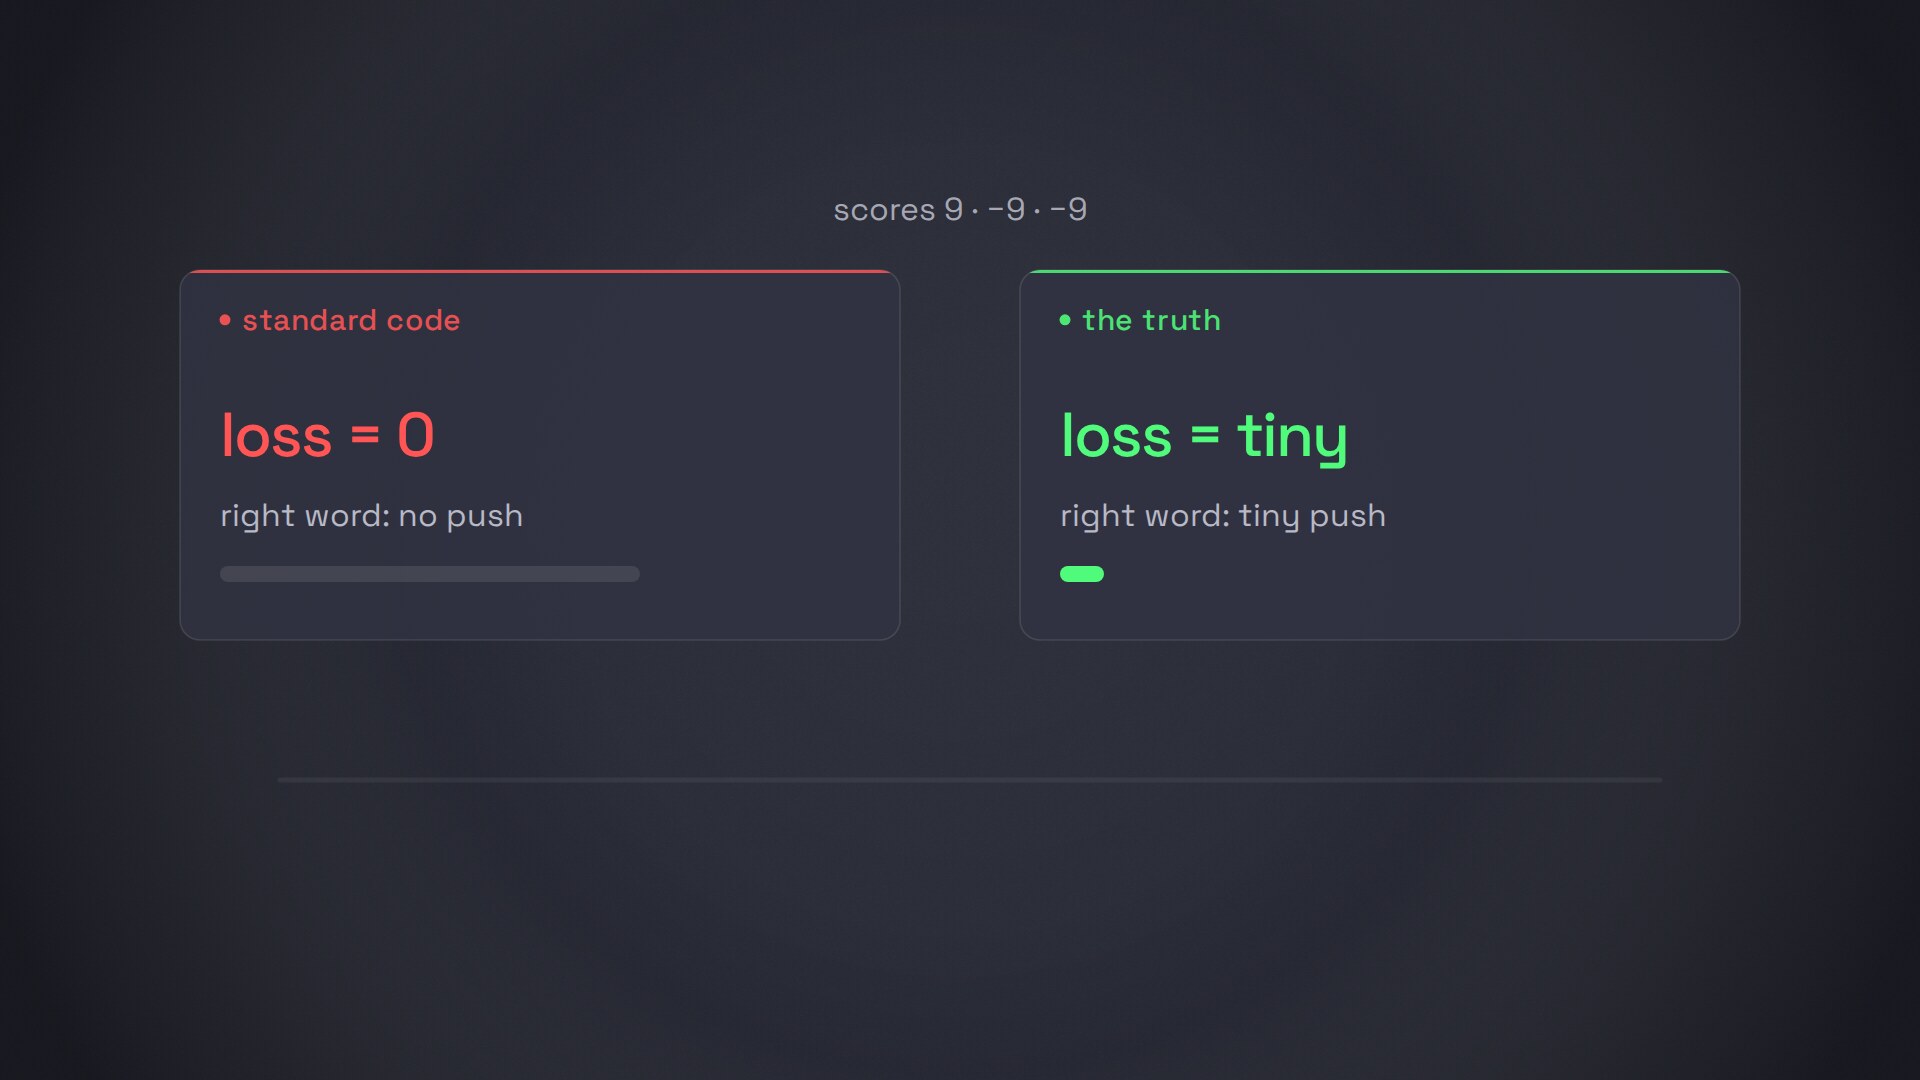 scores 9 · −9 · −9
standard code
loss = 0
right word: no push
the truth
loss = tiny
right word: tiny push